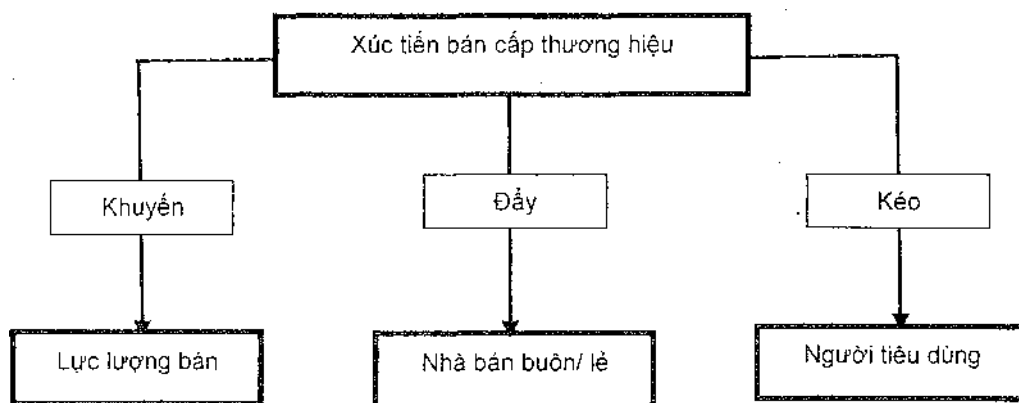 Xúc tiến bán cấp thương hiệu
Khuyến
Đẩy
Kéo
Lực lượng bán
Nhà bán buôn/ lẻ
Người tiêu dùng